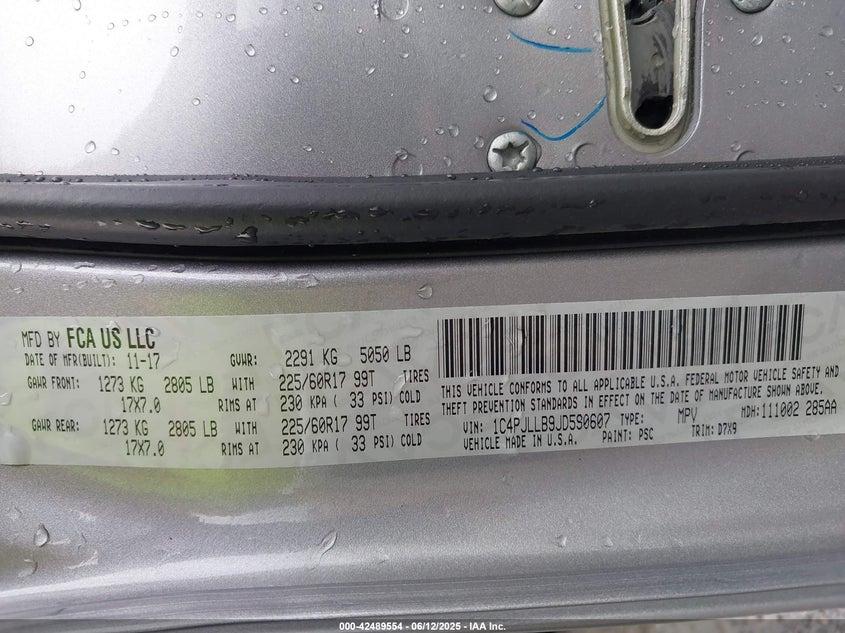 MFD BY FCA US LLC
DATE OF MFR(BUILT): 11-17 GVWR: 2291 KG 5050 LB
GAWR FRONT: 1273 KG 2805 LB WITH 225/60R17 99T TIRES
17X7.0 RIMS AT 230 KPA ( 33 PSI) COLD
GAWR REAR: 1273 KG 2805 LB WITH 225/60R17 99T TIRES
17X7.0 RIMS AT 230 KPA ( 33 PSI) COLD
THIS VEHICLE CONFORMS TO ALL APPLICABLE U.S.A. FEDERAL MOTOR VEHICLE SAFETY AND
THEFT PREVENTION STANDARDS IN EFFECT ON THE DATE OF MANUFACTURE SHOWN ABOVE.
VIN: 1C4PJLLB9JD590607 TYPE: MPV MDH:111002 285AA
VEHICLE MADE IN U.S.A. PAINT: PSC TRIM: D7X9
000-42489554 - 06/12/2025 - IAA Inc.